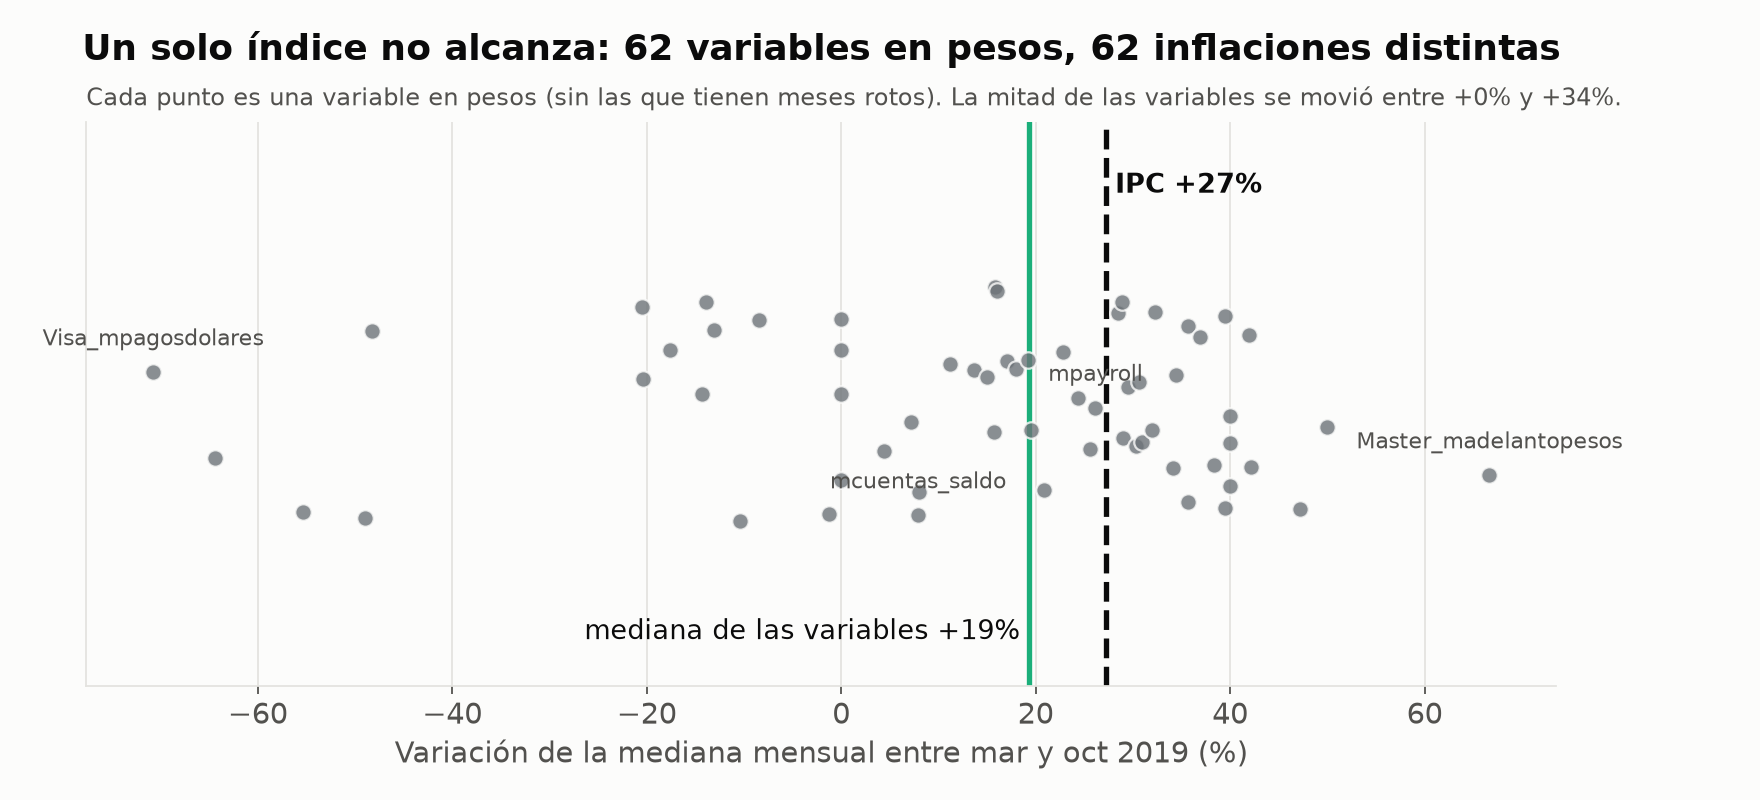 Un solo índice no alcanza: 62 variables en pesos, 62 inflaciones distintas
Cada punto es una variable en pesos (sin las que tienen meses rotos). La mitad de las variables se movió entre +0% y +34%.
IPC +27%
Visa_mpagosdolares
mpayroll
Master_madelantopesos
mcuentas_saldo
mediana de las variables +19%
−60 −40 −20 0 20 40 60
Variación de la mediana mensual entre mar y oct 2019 (%)